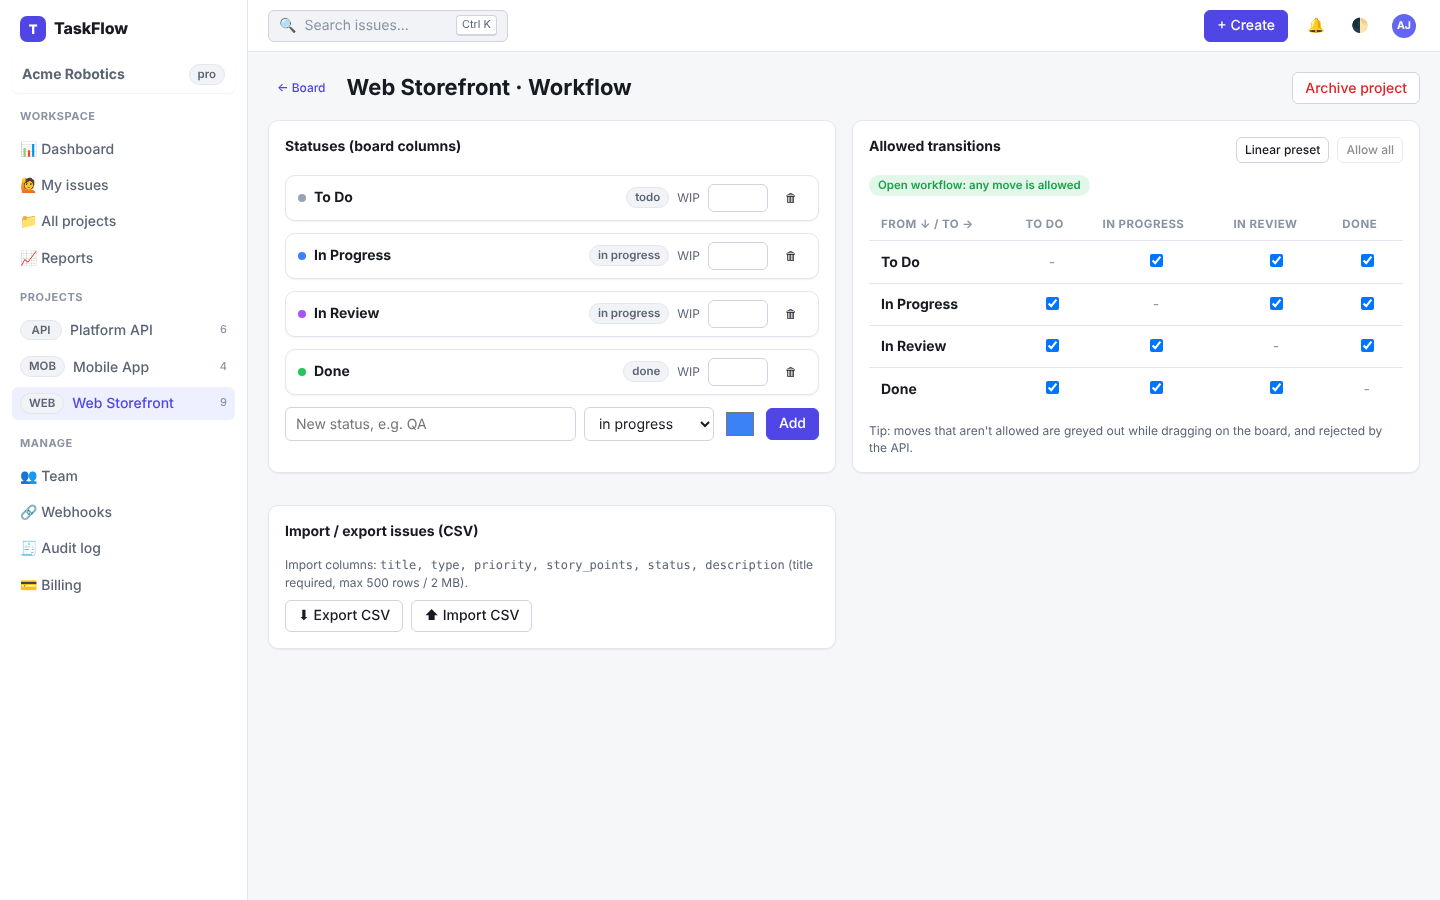 T TaskFlow
Acme Robotics pro
WORKSPACE
Dashboard
My issues
All projects
Reports
PROJECTS
API Platform API 6
MOB Mobile App 4
WEB Web Storefront 9
MANAGE
Team
Webhooks
Audit log
Billing
Search issues... Ctrl K
+ Create
AJ
← Board
Web Storefront · Workflow
Archive project
Statuses (board columns)
To Do todo WIP
In Progress in progress WIP
In Review in progress WIP
Done done WIP
New status, e.g. QA in progress Add
Allowed transitions
Linear preset Allow all
Open workflow: any move is allowed
FROM ↓ / TO → TO DO IN PROGRESS IN REVIEW DONE
To Do -
In Progress -
In Review -
Done -
Tip: moves that aren't allowed are greyed out while dragging on the board, and rejected by
the API.
Import / export issues (CSV)
Import columns: title, type, priority, story_points, status, description (title
required, max 500 rows / 2 MB).
⬇ Export CSV ⬆ Import CSV